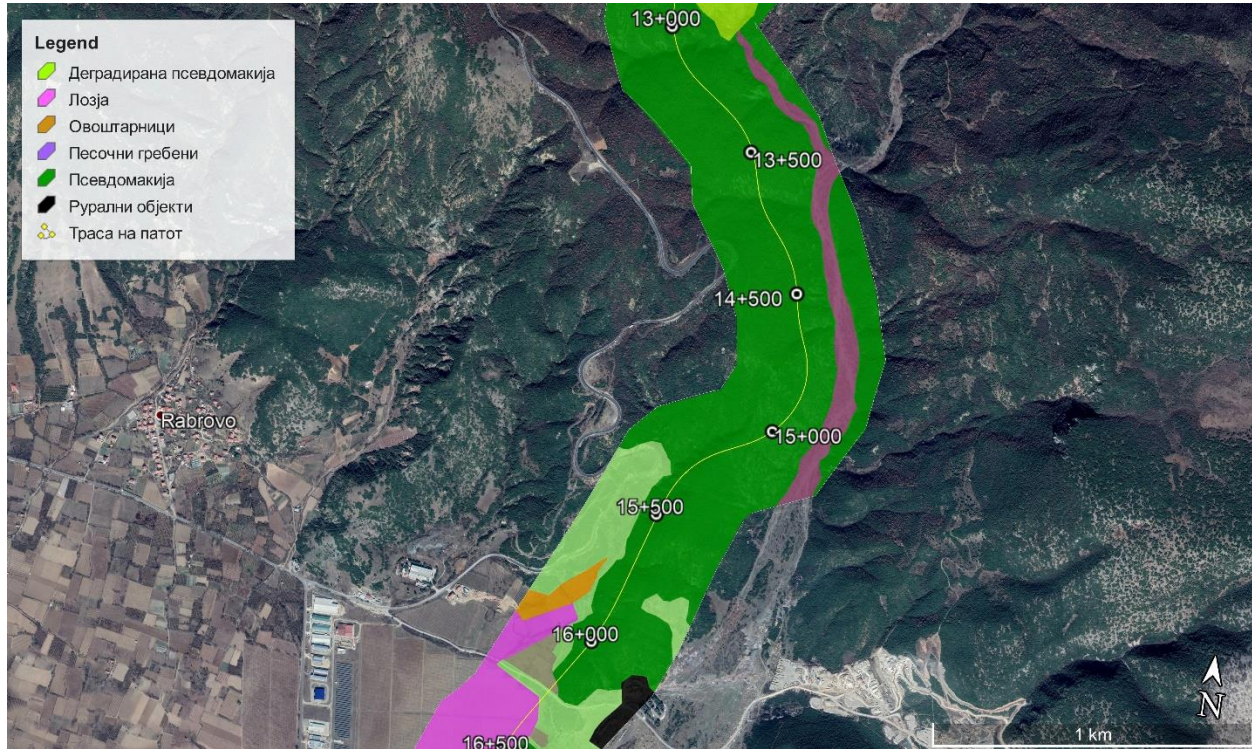 Legend
Деградирана псевдомакија
Лозја
Овоштарници
Песочни гребени
Псевдомакија
Рурални објекти
Траса на патот
13+000
13+500
14+500
15+000
Rabrovo
15+500
16+000
16+500
1 km
N